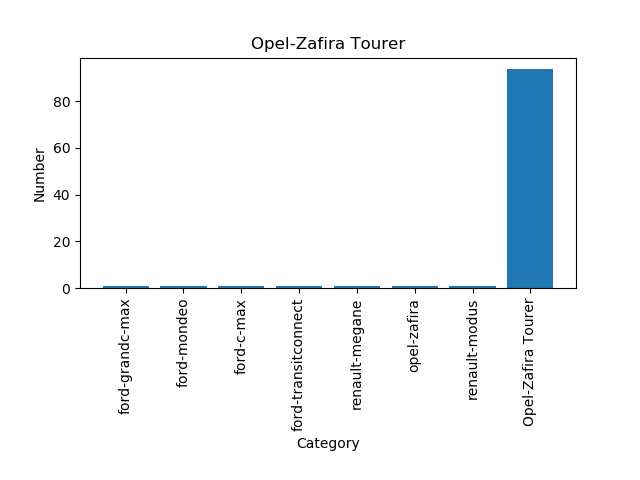 Opel-Zafira Tourer
Number
80
60
40
20
0
ford-grandc-max
ford-mondeo
ford-c-max
ford-transitconnect
renault-megane
opel-zafira
renault-modus
Opel-Zafira Tourer
Category